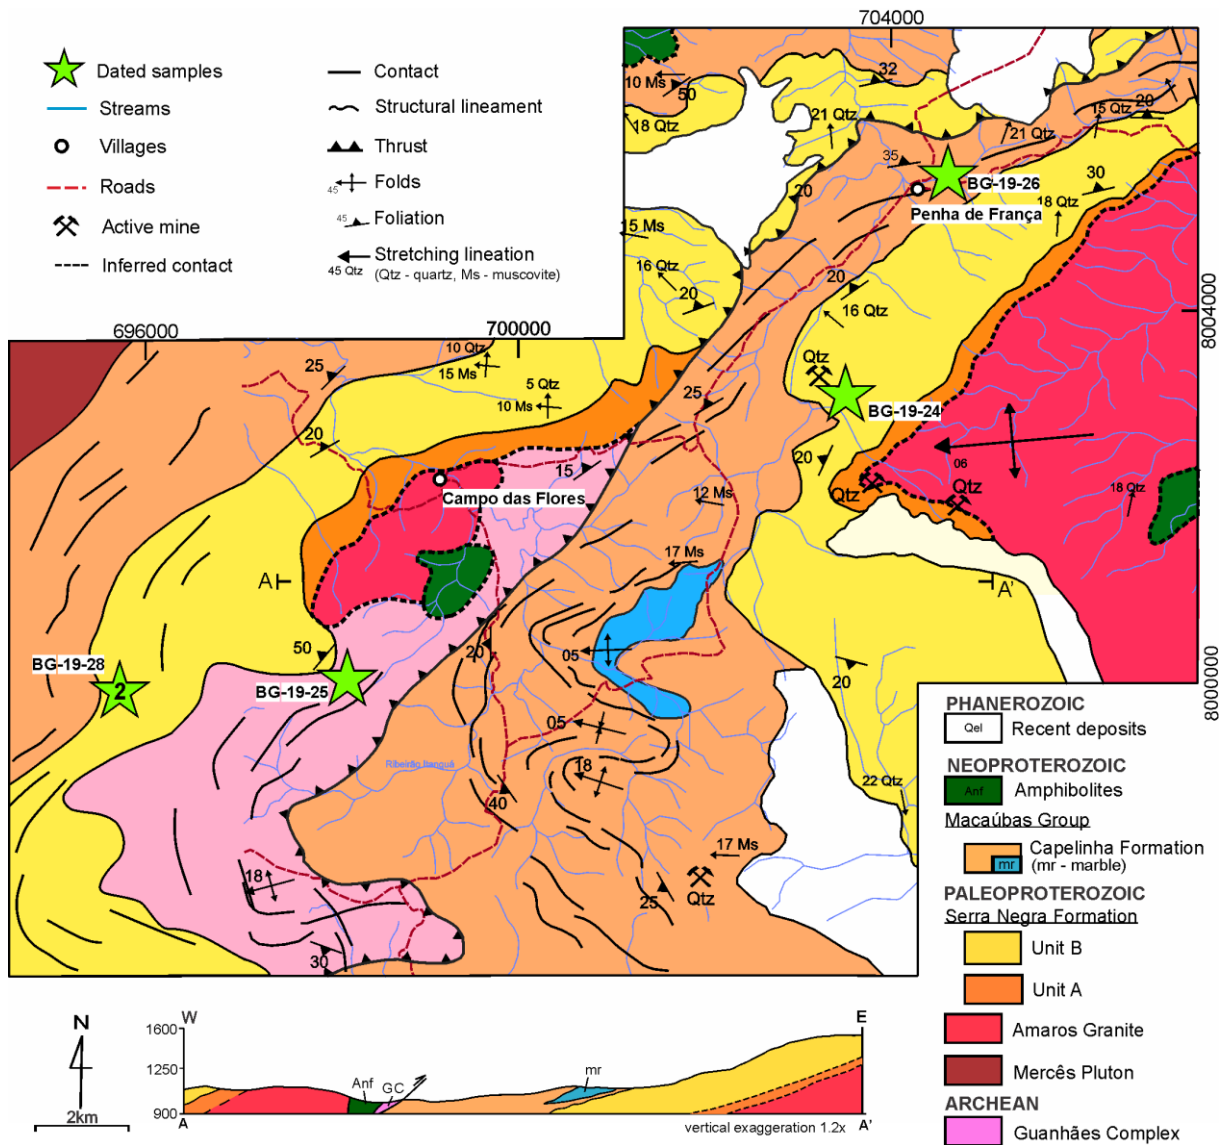 Dated samples
Streams
Villages
Roads
Active mine
Inferred contact
Contact
Structural lineament
Thrust
45 Folds
45 Foliation
Stretching lineation
45 Qtz (Qtz - quartz, Ms - muscovite)
704000
10 Ms
50
32
18 Qtz
21 Qtz
21 Qtz
15 Qtz
20
35
BG-19-26
30
20
Penha de França
18 Qtz
15 Ms
16 Qtz
20
20
16 Qtz
8004000
696000
700000
10 Qtz
15 Ms
25
5 Qtz
10 Ms
Qtz
25
BG-19-24
20
15
20
06
Campo das Flores
Qtz
Qtz
18 Qtz
12 Ms
17 Ms
A
A'
50
20
05
BG-19-28
2
BG-19-25
20
8000000
05
Ribeirão Itanguá
18
40
22 Qtz
17 Ms
18
25
Qtz
30
PHANEROZOIC
Qel Recent deposits
NEOPROTEROZOIC
Anf Amphibolites
Macaúbas Group
Capelinha Formation
mr (mr - marble)
PALEOPROTEROZOIC
Serra Negra Formation
Unit B
Unit A
Amaros Granite
Mercês Pluton
ARCHEAN
Guanhães Complex
N
2km
W
E
1600
1250
900
Anf
GC
mr
A
A'
vertical exaggeration 1.2x